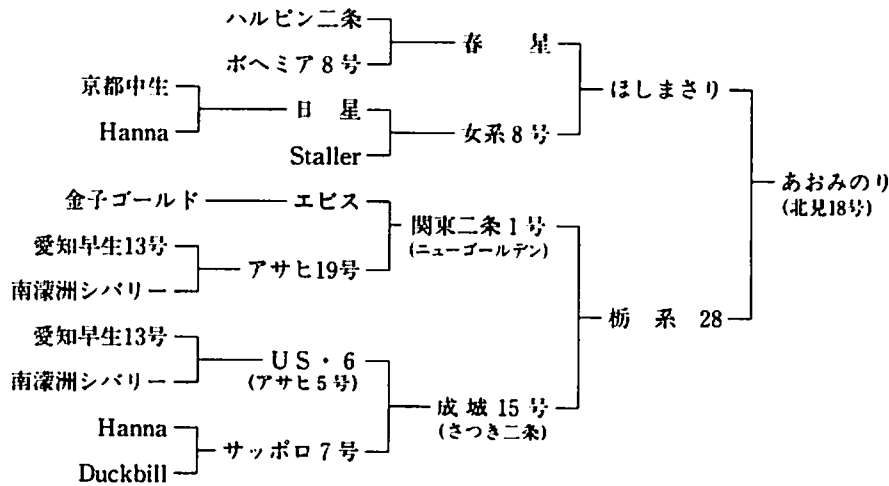 ハルピン二条
春星
ボヘミア8号
ほしまさり
京都中生
日星
Hanna
女系8号
Staller
あおみのり
(北見18号)
金子ゴールド
エビス
関東二条1号
(ニューゴールデン)
愛知早生13号
アサヒ19号
南濠洲シバリー
栃系28
愛知早生13号
US・6
(アサヒ5号)
南濠洲シバリー
成城15号
(さつき二条)
Hanna
サッポロ7号
Duckbill